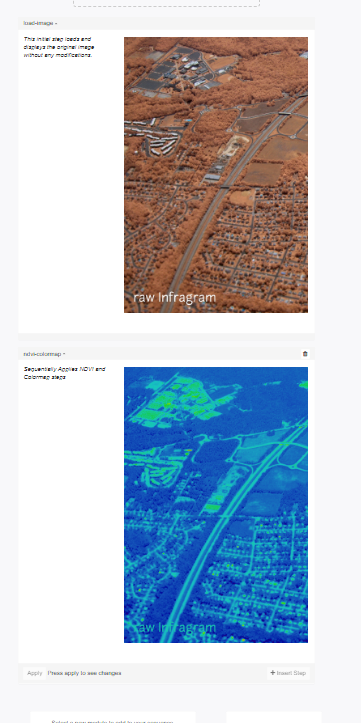 load-image
This initial step loads and
displays the original image
without any modifications.
raw Infragram
ndvi-colormap
Sequentially Applies NDVI and
Colormap steps
raw Infragram
Apply Press apply to see changes
+ Insert Step